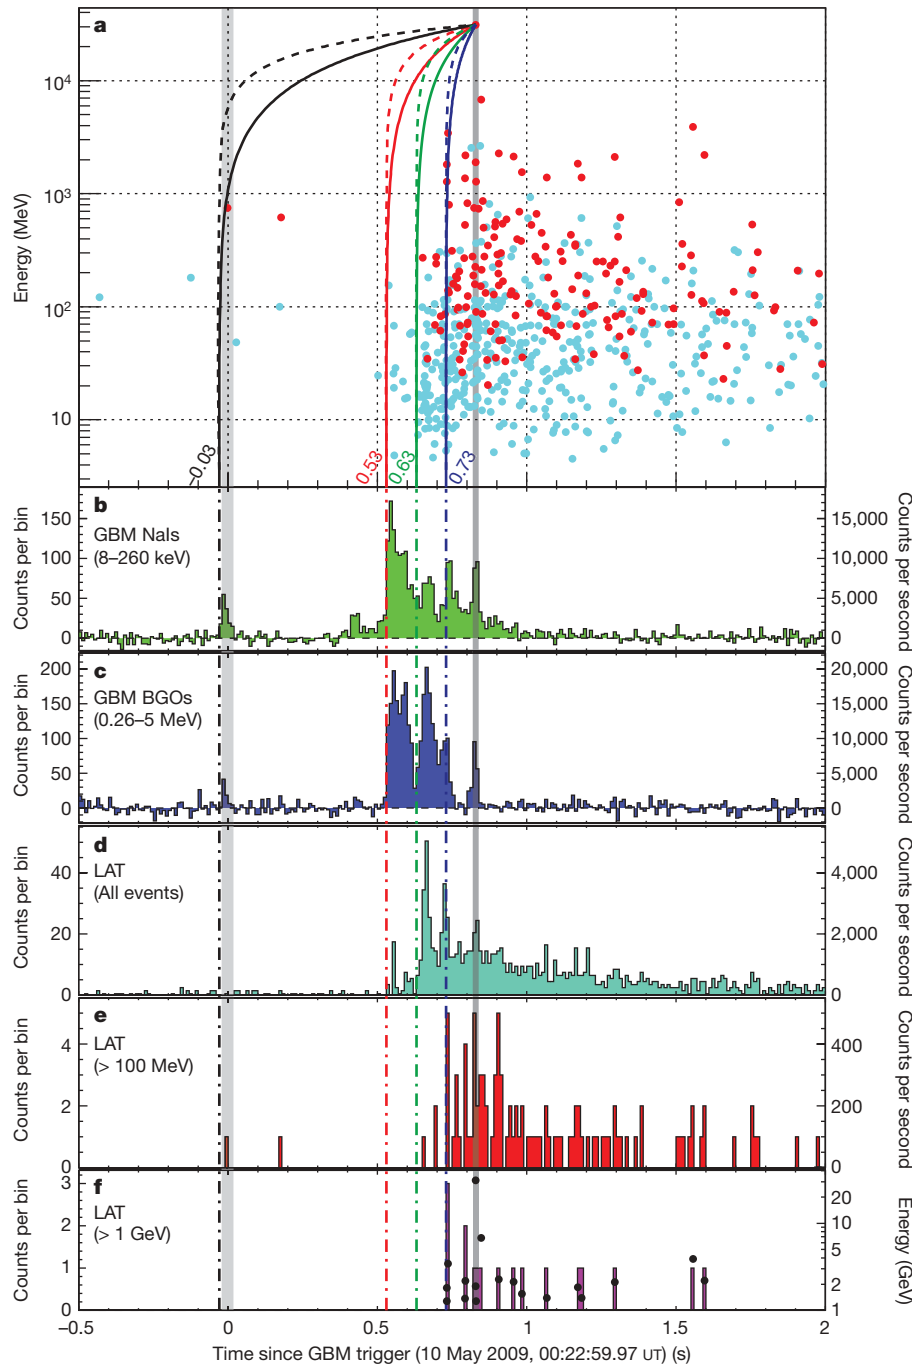 a
Energy (MeV)
10⁴
10³
10²
10
−0.03
0.53
0.63
0.73
b
GBM NaIs
(8–260 keV)
Counts per bin
150
100
50
0
15,000
10,000
5,000
0
Counts per second
c
GBM BGOs
(0.26–5 MeV)
Counts per bin
200
150
100
50
0
20,000
15,000
10,000
5,000
0
Counts per second
d
LAT
(All events)
Counts per bin
40
20
0
4,000
2,000
0
Counts per second
e
LAT
(> 100 MeV)
Counts per bin
4
2
0
400
200
0
Counts per second
f
LAT
(> 1 GeV)
Counts per bin
3
2
1
0
20
10
5
2
1
Energy (GeV)
−0.5
0
0.5
1
1.5
2
Time since GBM trigger (10 May 2009, 00:22:59.97 UT) (s)